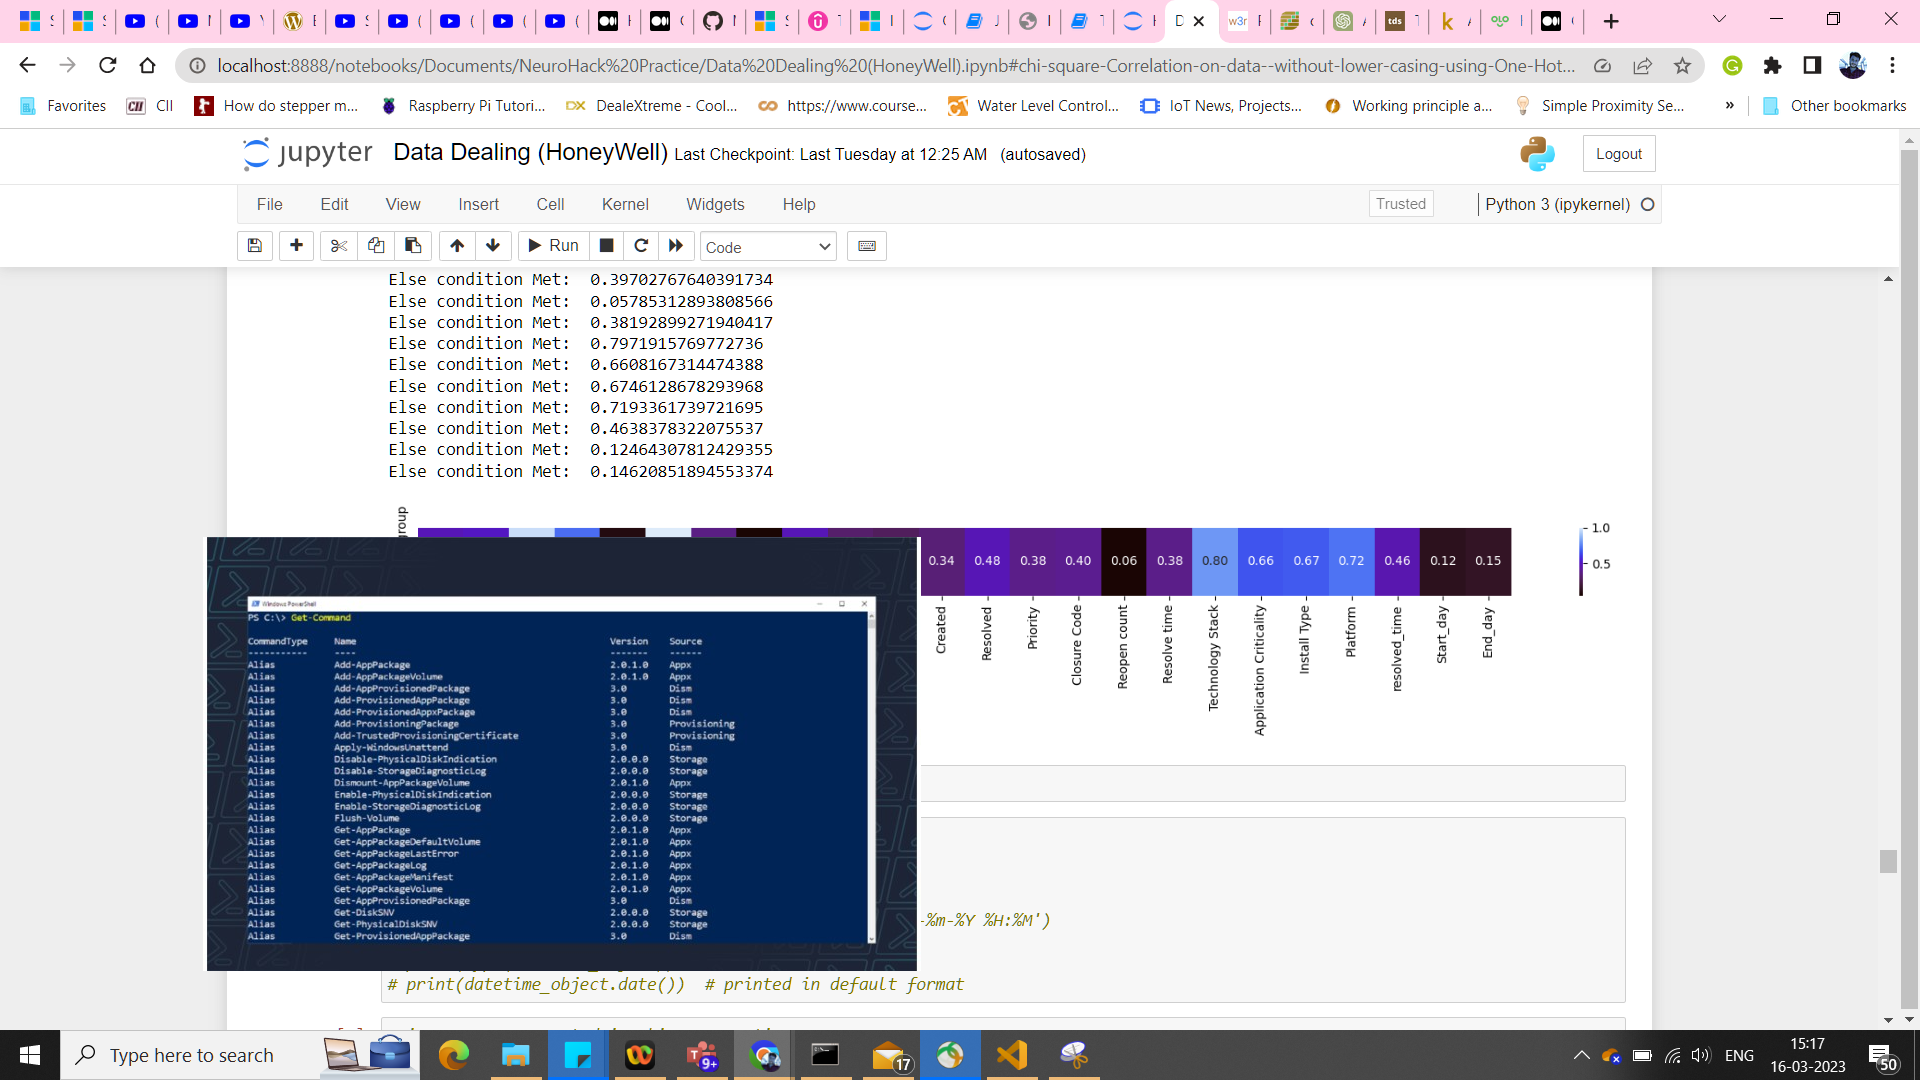 localhost:8888/notebooks/Documents/NeuroHack%20Practice/Data%20Dealing%20(HoneyWell).ipynb#chi-square-Correlation-on-data--without-lower-casing-using-One-Hot...
Favorites CII How do stepper m... Raspberry Pi Tutori... DealeXtreme - Cool... https://www.course... Water Level Control... IoT News, Projects... Working principle a... Simple Proximity Se... » Other bookmarks
jupyter Data Dealing (HoneyWell) Last Checkpoint: Last Tuesday at 12:25 AM (autosaved) Logout
File Edit View Insert Cell Kernel Widgets Help Trusted Python 3 (ipykernel)
Run Code
Else condition Met: 0.39702767640391734
Else condition Met: 0.05785312893808566
Else condition Met: 0.38192899271940417
Else condition Met: 0.7971915769772736
Else condition Met: 0.6608167314474388
Else condition Met: 0.6746128678293968
Else condition Met: 0.7193361739721695
Else condition Met: 0.4638378322075537
Else condition Met: 0.12464307812429355
Else condition Met: 0.14620851894553374
group
0.34 0.48 0.38 0.40 0.06 0.38 0.80 0.66 0.67 0.72 0.46 0.12 0.15
1.0
0.5
Created
Resolved
Priority
Closure Code
Reopen count
Resolve time
Technology Stack
Application Criticality
Install Type
Platform
resolved_time
Start_day
End_day
Windows PowerShell
PS C:\> Get-Command
CommandType Name Version Source
----------- ---- ------- ------
Alias Add-AppPackage 2.0.1.0 Appx
Alias Add-AppPackageVolume 2.0.1.0 Appx
Alias Add-AppProvisionedPackage 3.0 Dism
Alias Add-ProvisionedAppPackage 3.0 Dism
Alias Add-ProvisionedAppxPackage 3.0 Dism
Alias Add-ProvisioningPackage 3.0 Provisioning
Alias Add-TrustedProvisioningCertificate 3.0 Provisioning
Alias Apply-WindowsUnattend 3.0 Dism
Alias Disable-PhysicalDiskIndication 2.0.0.0 Storage
Alias Disable-StorageDiagnosticLog 2.0.0.0 Storage
Alias Dismount-AppPackageVolume 2.0.1.0 Appx
Alias Enable-PhysicalDiskIndication 2.0.0.0 Storage
Alias Enable-StorageDiagnosticLog 2.0.0.0 Storage
Alias Flush-Volume 2.0.0.0 Storage
Alias Get-AppPackage 2.0.1.0 Appx
Alias Get-AppPackageDefaultVolume 2.0.1.0 Appx
Alias Get-AppPackageLastError 2.0.1.0 Appx
Alias Get-AppPackageLog 2.0.1.0 Appx
Alias Get-AppPackageManifest 2.0.1.0 Appx
Alias Get-AppPackageVolume 2.0.1.0 Appx
Alias Get-AppProvisionedPackage 3.0 Dism
Alias Get-DiskSNV 2.0.0.0 Storage
Alias Get-PhysicalDiskSNV 2.0.0.0 Storage
Alias Get-ProvisionedAppPackage 3.0 Dism
-%m-%Y %H:%M')
# print(datetime_object.date()) # printed in default format
Type here to search 9+ 17 ENG 15:17
16-03-2023 50